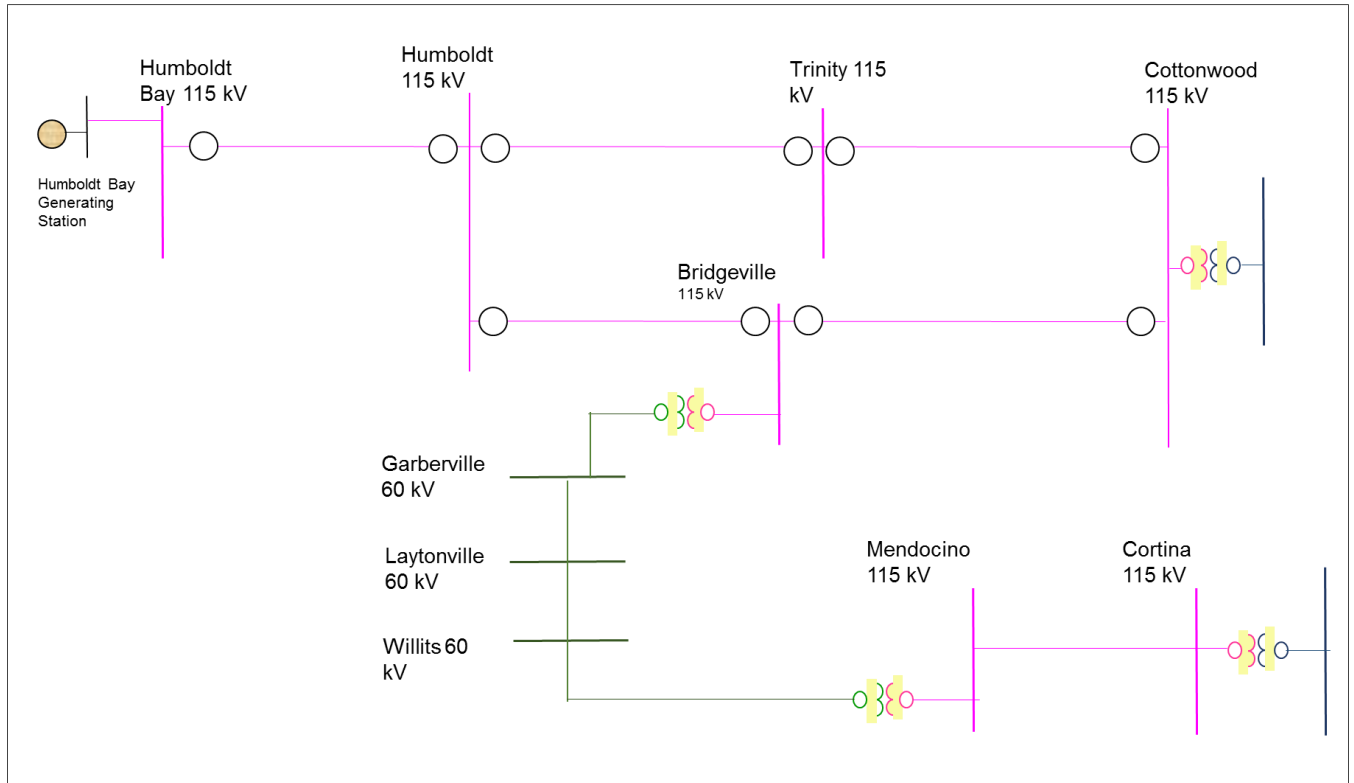 Humboldt
Bay 115 kV
Humboldt
115 kV
Trinity 115
kV
Cottonwood
115 kV
Humboldt Bay
Generating
Station
Bridgeville
115 kV
Garberville
60 kV
Laytonville
60 kV
Willits 60
kV
Mendocino
115 kV
Cortina
115 kV